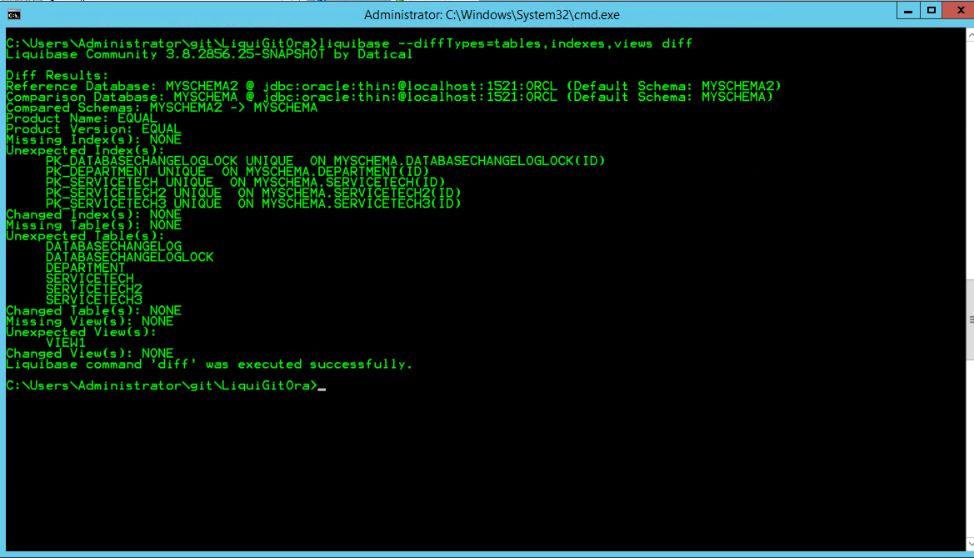 Administrator: C:\Windows\System32\cmd.exe
C:\Users\Administrator\git\LiquiGitOra>liquibase --diffTypes=tables,indexes,views diff
Liquibase Community 3.8.2856.25-SNAPSHOT by Datical
Diff Results:
Reference Database: MYSCHEMA2 @ jdbc:oracle:thin:@localhost:1521:ORCL (Default Schema: MYSCHEMA2)
Comparison Database: MYSCHEMA @ jdbc:oracle:thin:@localhost:1521:ORCL (Default Schema: MYSCHEMA)
Compared Schemas: MYSCHEMA2 -> MYSCHEMA
Product Name: EQUAL
Product Version: EQUAL
Missing Index(s): NONE
Unexpected Index(s):
PK_DATABASECHANGELOGLOCK UNIQUE  ON MYSCHEMA.DATABASECHANGELOGLOCK(ID)
PK_DEPARTMENT UNIQUE  ON MYSCHEMA.DEPARTMENT(ID)
PK_SERVICETECH UNIQUE  ON MYSCHEMA.SERVICETECH(ID)
PK_SERVICETECH2 UNIQUE  ON MYSCHEMA.SERVICETECH2(ID)
PK_SERVICETECH3 UNIQUE  ON MYSCHEMA.SERVICETECH3(ID)
Changed Index(s): NONE
Missing Table(s): NONE
Unexpected Table(s):
DATABASECHANGELOG
DATABASECHANGELOGLOCK
DEPARTMENT
SERVICETECH
SERVICETECH2
SERVICETECH3
Changed Table(s): NONE
Missing View(s): NONE
Unexpected View(s):
VIEW1
Changed View(s): NONE
Liquibase command 'diff' was executed successfully.
C:\Users\Administrator\git\LiquiGitOra>_